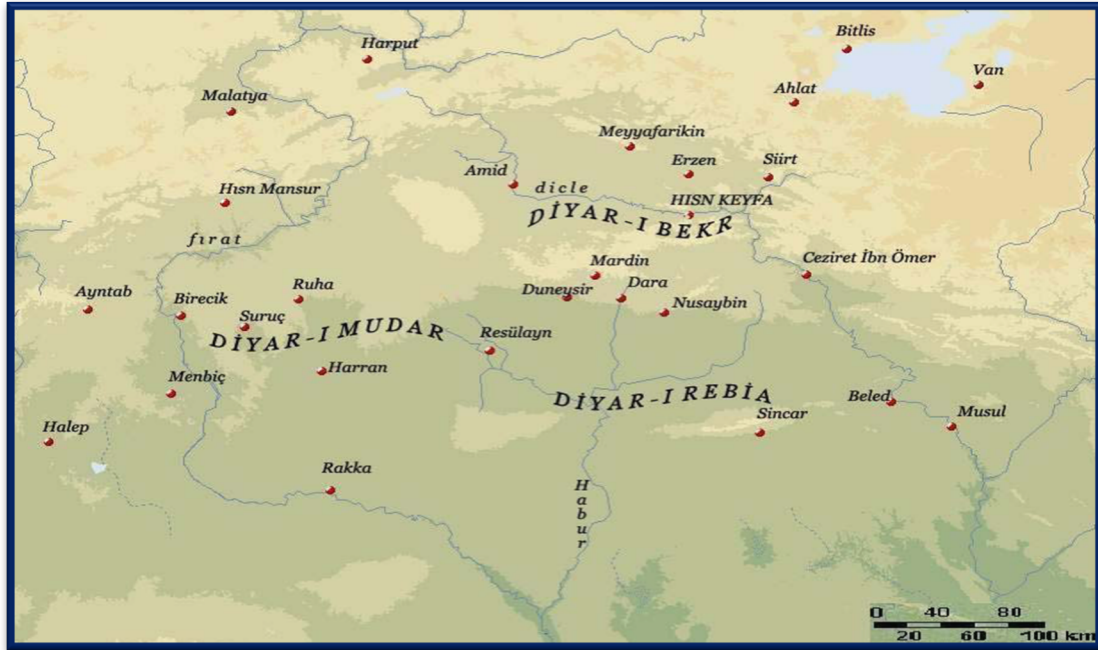 Bitlis
Harput
Van
Ahlat
Malatya
Meyyafarikin
Erzen
Siirt
Amid
dicle
Hısn Mansur
HISN KEYFA
DİYAR-I BEKR
fırat
Ceziret İbn Ömer
Mardin
Ruha
Duneysir
Dara
Ayntab
Birecik
Nusaybin
Suruç
DİYAR-I MUDAR
Resülayn
Harran
Menbiç
DİYAR-I REBİA
Beled
Sincar
Musul
Halep
Rakka
Habur
0 40 80
20 60 100 km